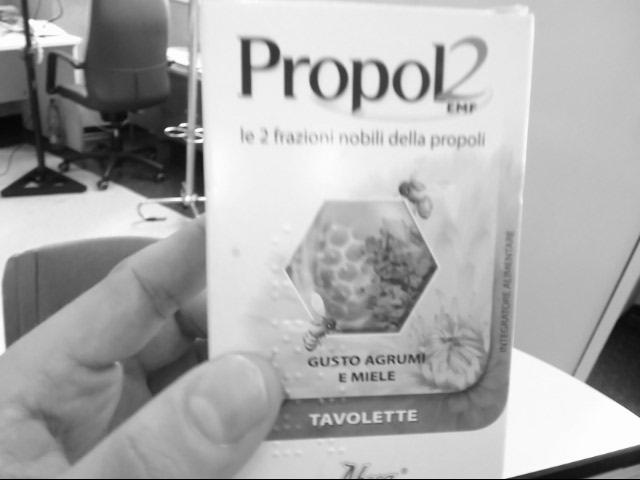 Propol2
EMF
le 2 frazioni nobili della propoli
INTEGRATORE ALIMENTARE
GUSTO AGRUMI
E MIELE
TAVOLETTE